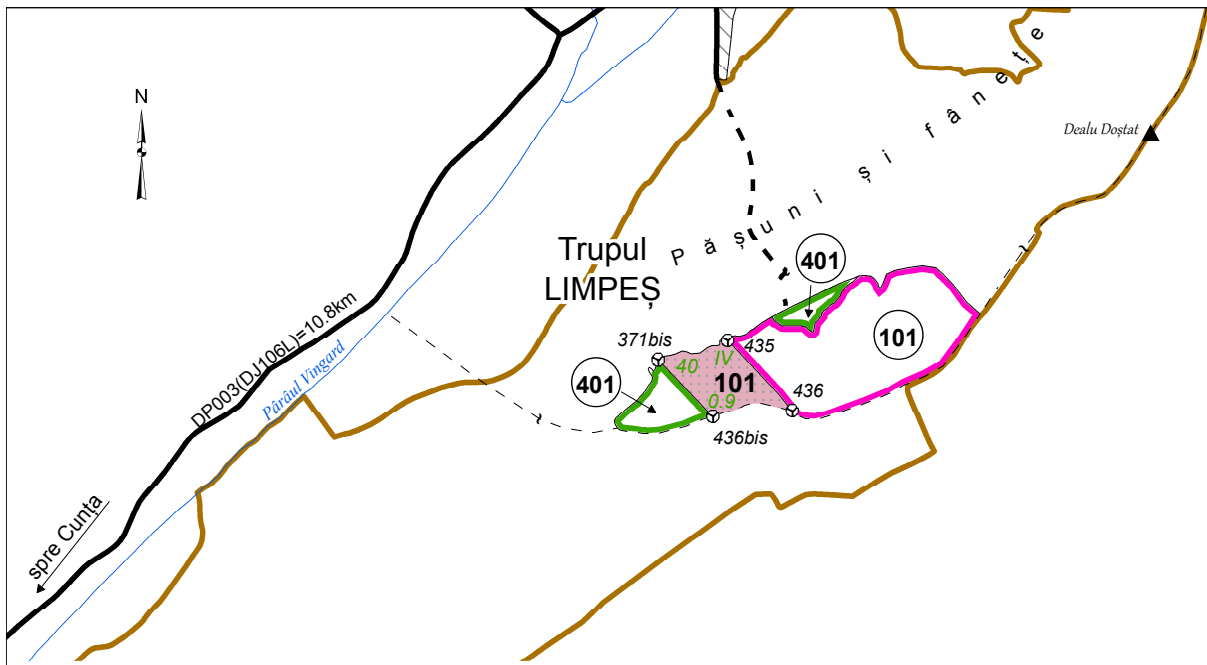 N
Dealu Doștat
Pășuni și fânețe
Trupul
LIMPEȘ
401
101
DP003(DJ106L)=10.8km
Pârâul Vingard
371bis
435
IV
40
101
0.9
436
401
436bis
spre Cunța